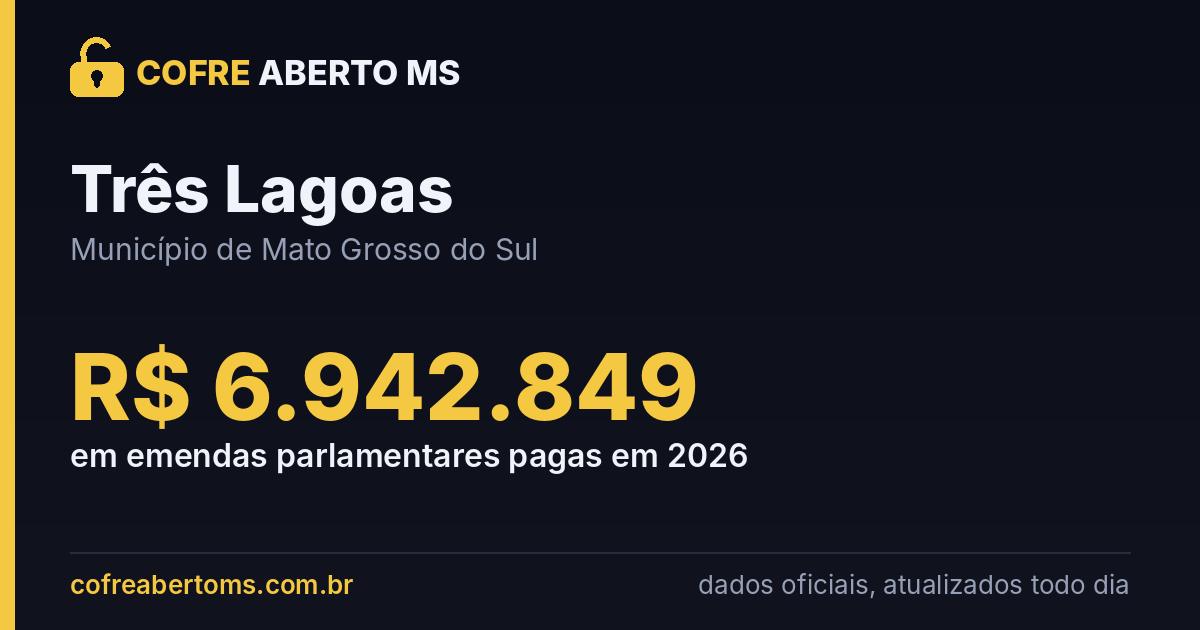 COFRE ABERTO MS
Três Lagoas
Município de Mato Grosso do Sul
R$ 6.942.849
em emendas parlamentares pagas em 2026
cofreabertoms.com.br
dados oficiais, atualizados todo dia